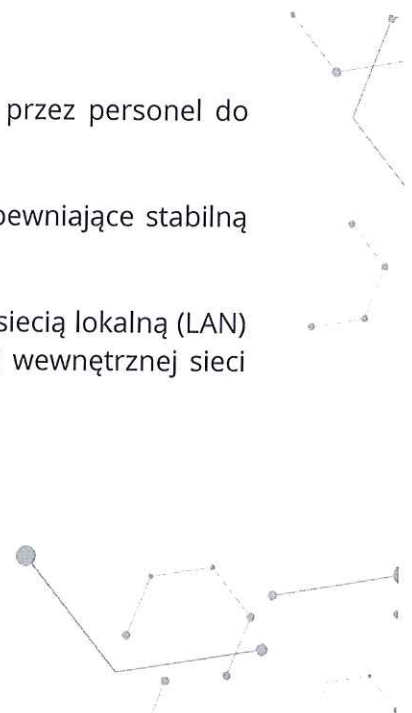 przez personel do
pewniające stabilną
siecią lokalną (LAN)
wewnętrznej sieci